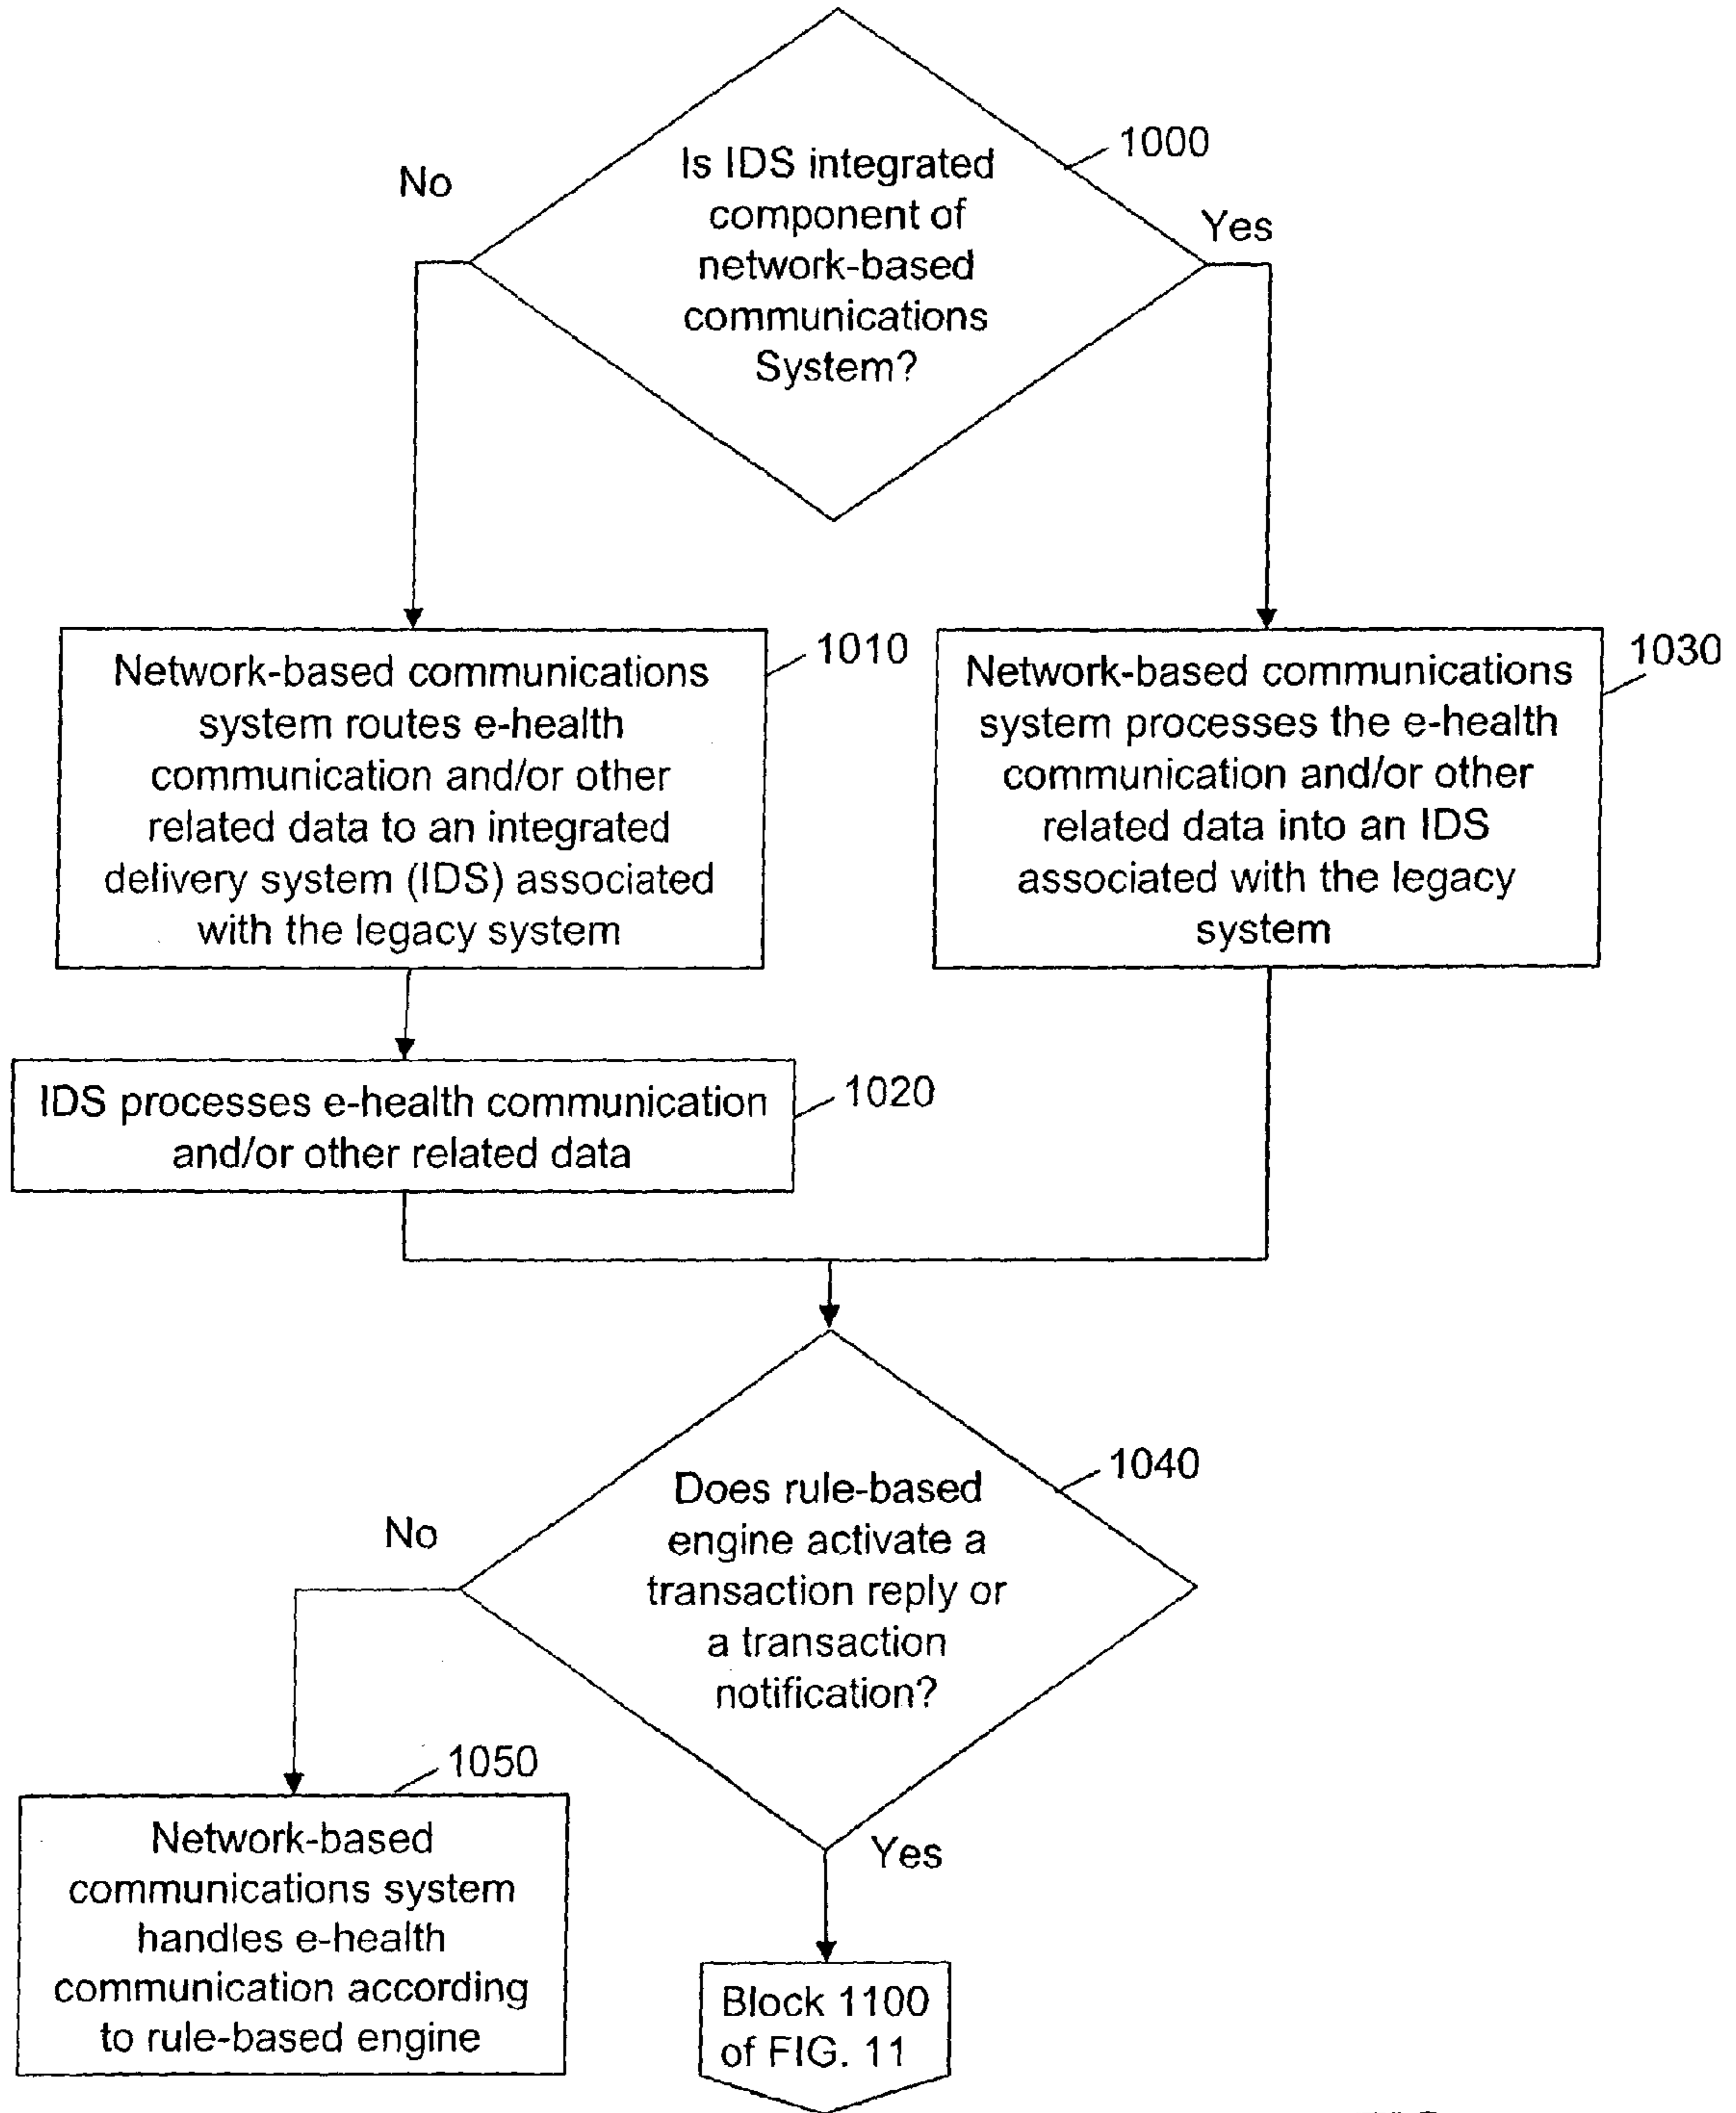 1000
Is IDS integrated
component of
network-based
communications
System?
No
Yes
1010
Network-based communications
system routes e-health
communication and/or other
related data to an integrated
delivery system (IDS) associated
with the legacy system
1030
Network-based communications
system processes the e-health
communication and/or other
related data into an IDS
associated with the legacy
system
1020
IDS processes e-health communication
and/or other related data
1040
Does rule-based
engine activate a
transaction reply or
a transaction
notification?
No
Yes
1050
Network-based
communications system
handles e-health
communication according
to rule-based engine
Block 1100
of FIG. 11